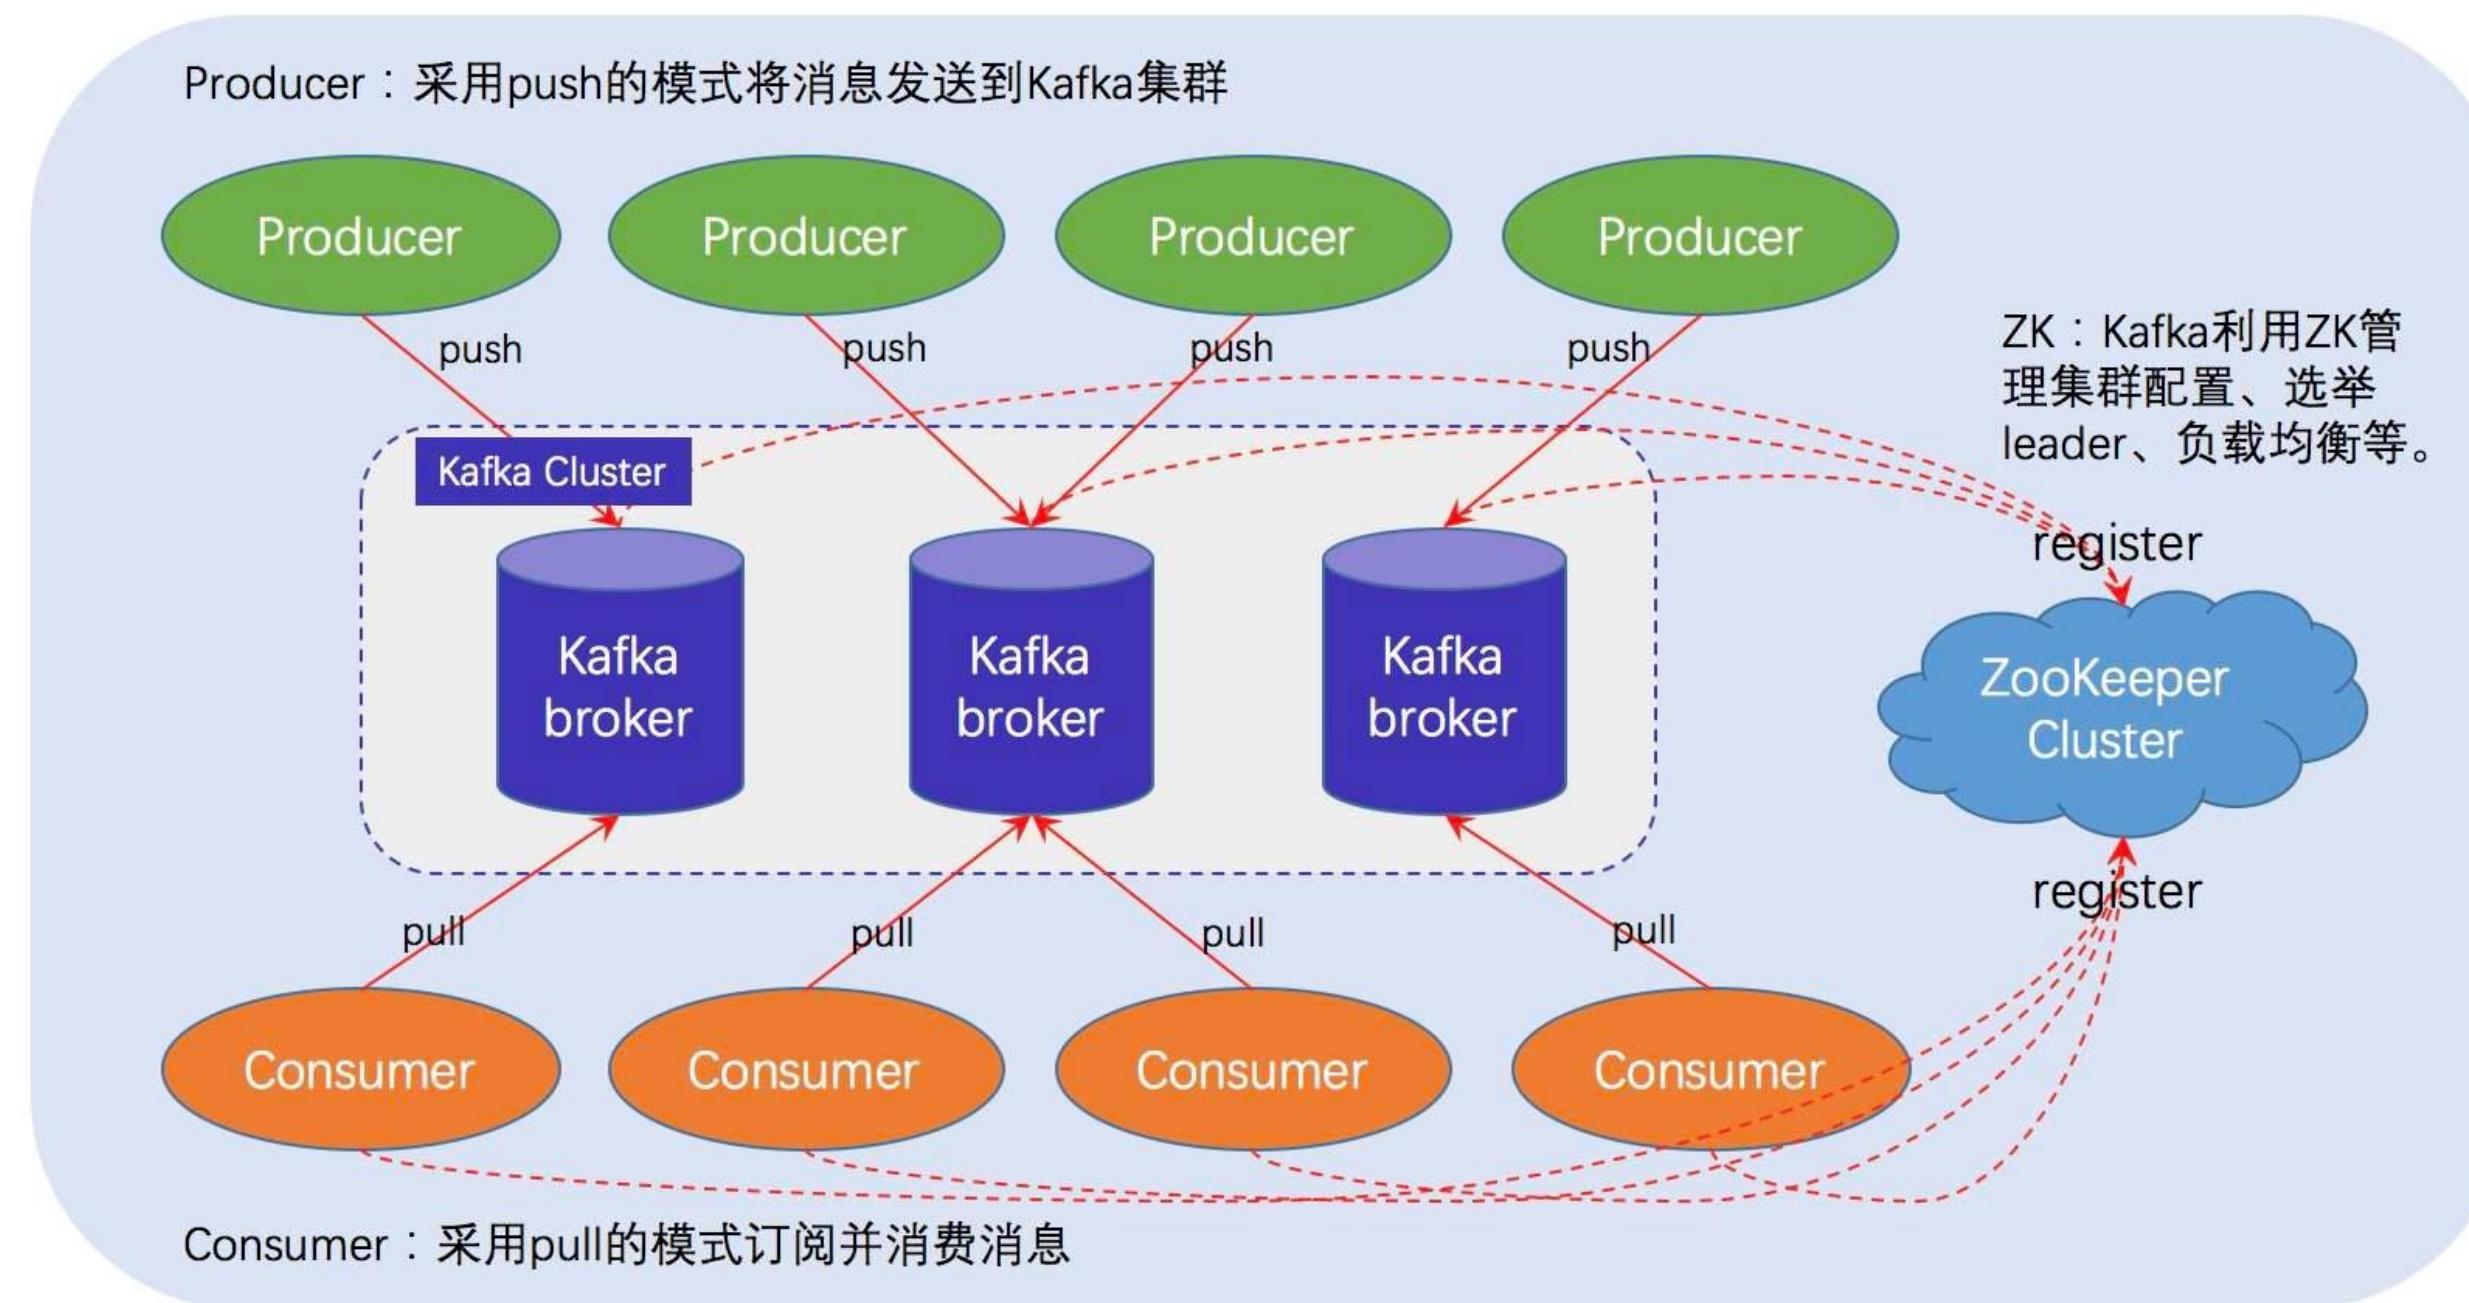 Producer：采用push的模式将消息发送到Kafka集群
Producer
Producer
Producer
Producer
push
push
push
push
ZK：Kafka利用ZK管
理集群配置、选举
leader、负载均衡等。
Kafka Cluster
register
Kafka
broker
Kafka
broker
Kafka
broker
ZooKeeper
Cluster
register
pull
pull
pull
pull
Consumer
Consumer
Consumer
Consumer
Consumer：采用pull的模式订阅并消费消息